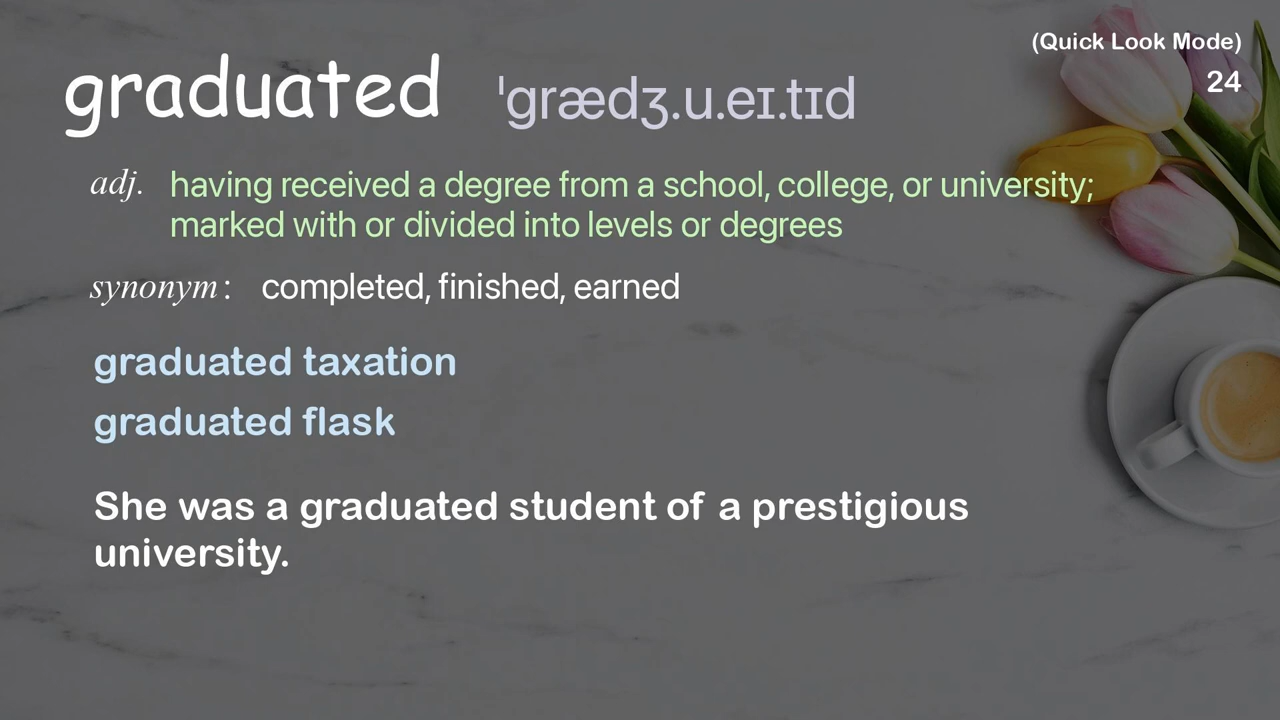 (Quick Look Mode)
24
graduated ˈgrædʒ.u.eɪ.tɪd
adj. having received a degree from a school, college, or university;
marked with or divided into levels or degrees
synonym: completed, finished, earned
graduated taxation
graduated flask
She was a graduated student of a prestigious
university.